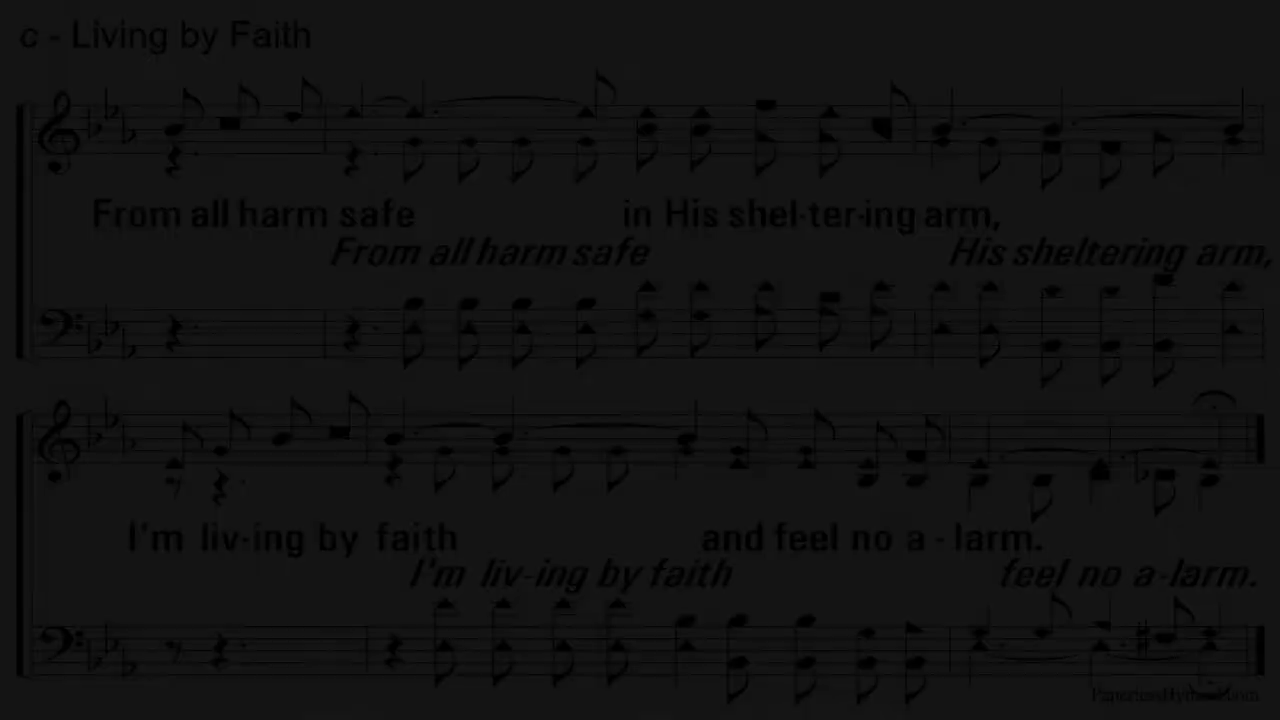 c - Living by Faith
From all harm safe in His shel-ter-ing arm,
From all harm safe His sheltering arm,
I'm liv-ing by faith and feel no a - larm.
I'm liv-ing by faith feel no a-larm.